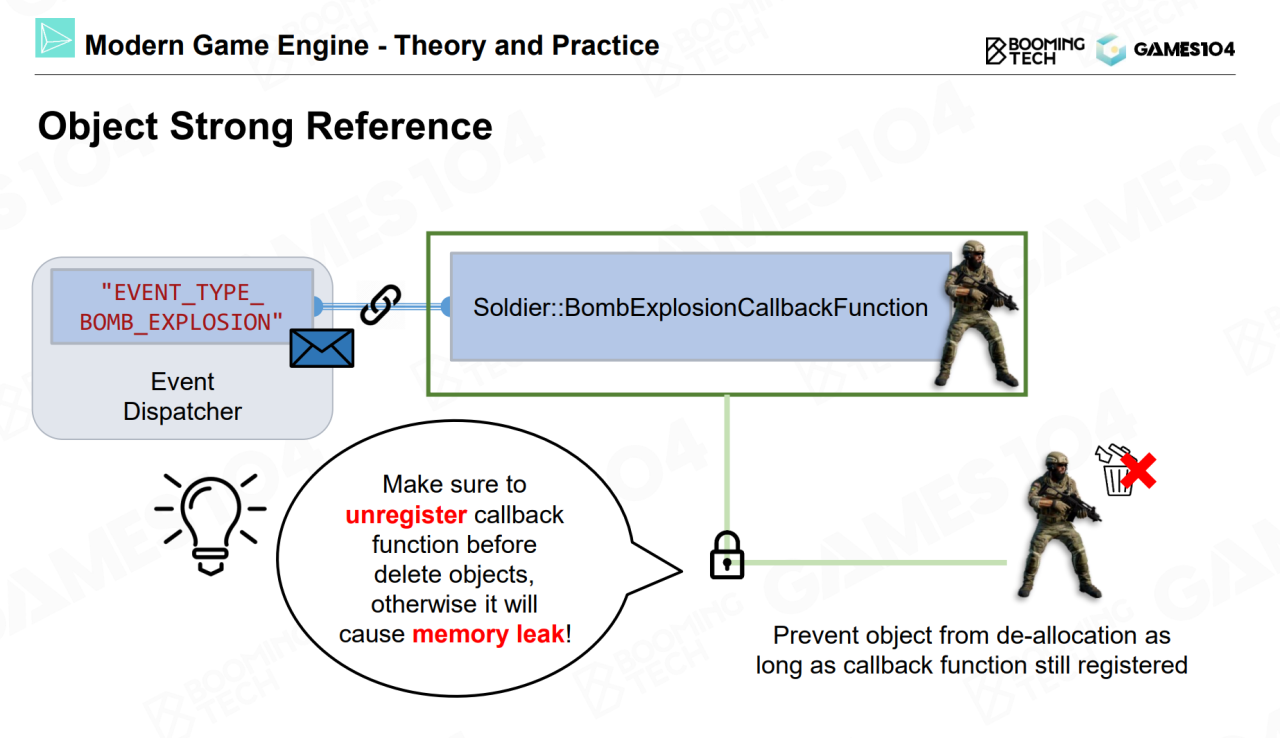 Modern Game Engine - Theory and Practice
BOOMING
TECH
GAMES104
Object Strong Reference
"EVENT_TYPE_
BOMB_EXPLOSION"
Event
Dispatcher
Soldier::BombExplosionCallbackFunction
Make sure to
unregister callback
function before
delete objects,
otherwise it will
cause memory leak!
Prevent object from de-allocation as
long as callback function still registered